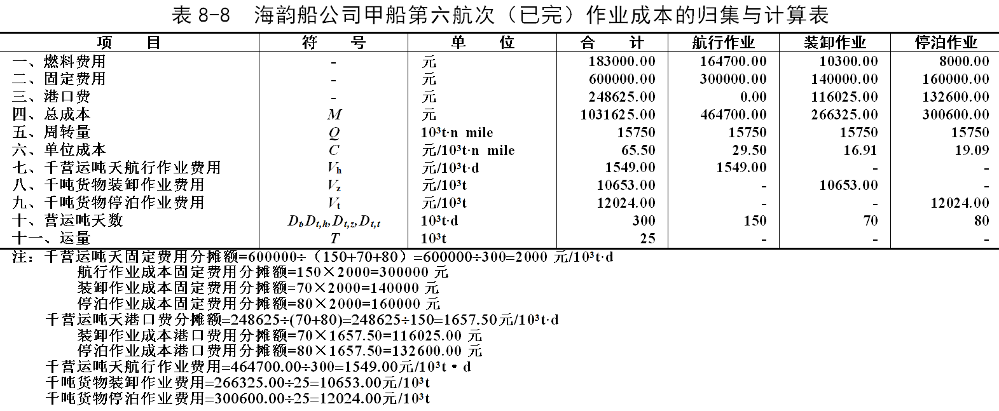 表 8-8 海韵船公司甲船第六航次（已完）作业成本的归集与计算表
项 目 符 号 单 位 合 计 航行作业 装卸作业 停泊作业
一、燃料费用 - 元 183000.00 164700.00 10300.00 8000.00
二、固定费用 - 元 600000.00 300000.00 140000.00 160000.00
三、港口费 - 元 248625.00 0.00 116025.00 132600.00
四、总成本 M 元 1031625.00 464700.00 266325.00 300600.00
五、周转量 Q 10³t·n mile 15750 15750 15750 15750
六、单位成本 C 元/10³t·n mile 65.50 29.50 16.91 19.09
七、千营运吨天航行作业费用 Vh 元/10³t·d 1549.00 1549.00 - -
八、千吨货物装卸作业费用 Vz 元/10³t 10653.00 - 10653.00 -
九、千吨货物停泊作业费用 Vt 元/10³t 12024.00 - - 12024.00
十、营运吨天数 Dt,Dt,h,Dt,z,Dt,t 10³t·d 300 150 70 80
十一、运量 T 10³t 25 - - -
注：千营运吨天固定费用分摊额=600000÷（150+70+80）=600000÷300=2000 元/10³t·d
航行作业成本固定费用分摊额=150×2000=300000 元
装卸作业成本固定费用分摊额=70×2000=140000 元
停泊作业成本固定费用分摊额=80×2000=160000 元
千营运吨天港口费分摊额=248625÷(70+80)=248625÷150=1657.50元/10³t·d
装卸作业成本港口费用分摊额=70×1657.50=116025.00 元
停泊作业成本港口费用分摊额=80×1657.50=132600.00 元
千营运吨天航行作业费用=464700.00÷300=1549.00元/10³t·d
千吨货物装卸作业费用=266325.00÷25=10653.00元/10³t
千吨货物停泊作业费用=300600.00÷25=12024.00元/10³t